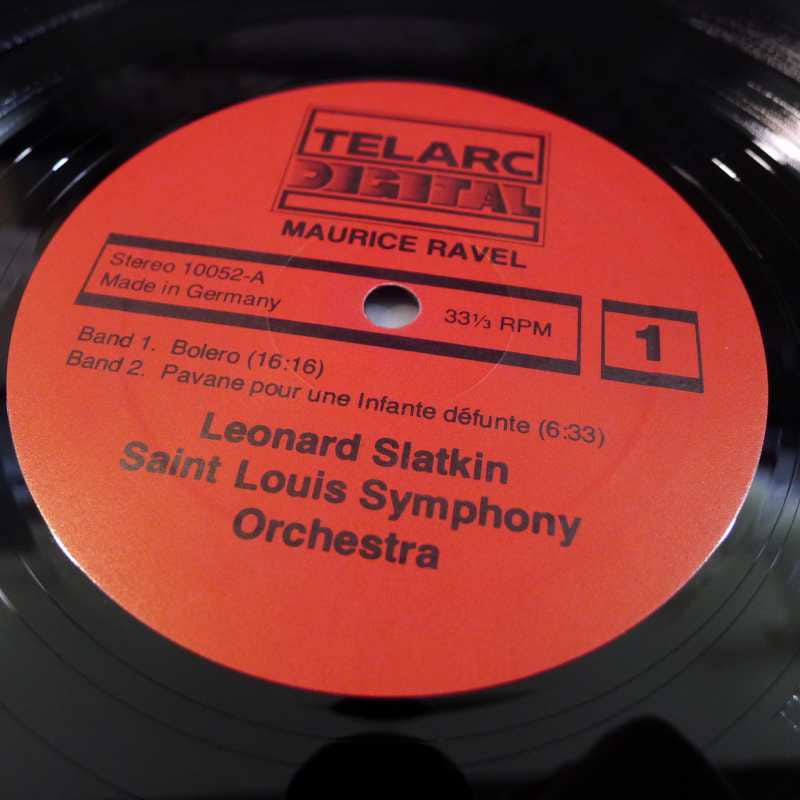 TELARC
DIGITAL
MAURICE RAVEL
Stereo 10052-A
Made in Germany
33⅓ RPM
1
Band 1. Bolero (16:16)
Band 2. Pavane pour une Infante défunte (6:33)
Leonard Slatkin
Saint Louis Symphony
Orchestra